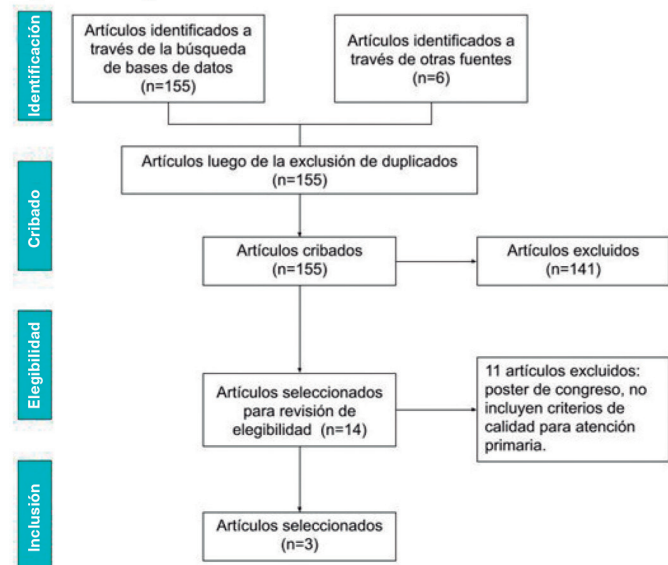 Identificación
Artículos identificados a
través de la búsqueda
de bases de datos
(n=155)
Artículos identificados a
través de otras fuentes
(n=6)
Artículos luego de la exclusión de duplicados
(n=155)
Cribado
Artículos cribados
(n=155)
Artículos excluidos
(n=141)
Elegibilidad
Artículos seleccionados
para revisión de
elegibilidad (n=14)
11 artículos excluidos:
poster de congreso, no
incluyen criterios de
calidad para atención
primaria.
Inclusión
Artículos seleccionados
(n=3)